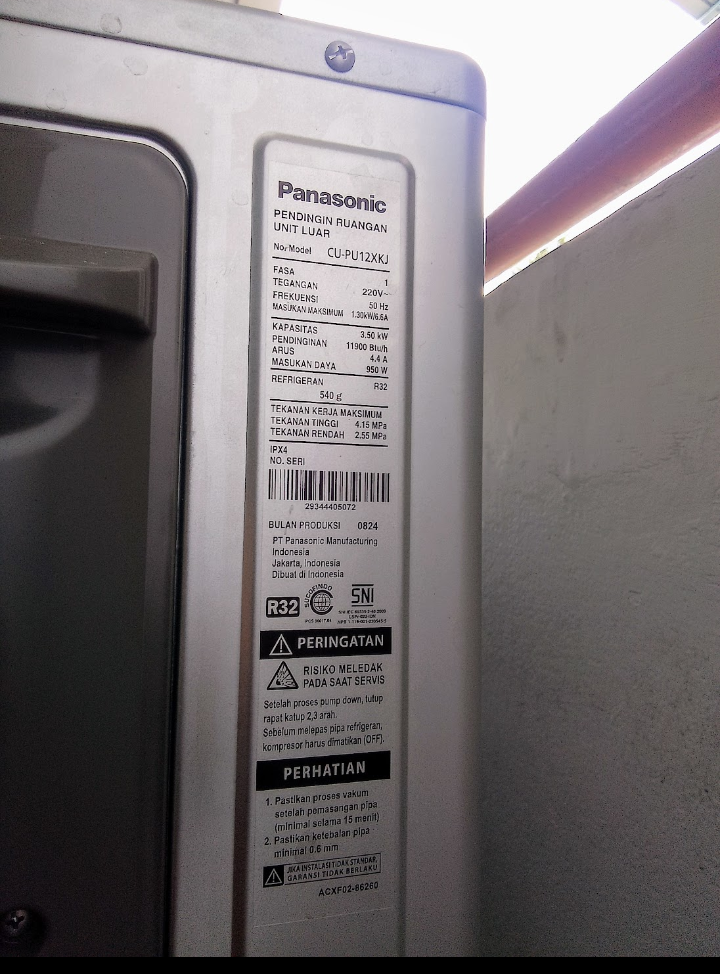 Panasonic
PENDINGIN RUANGAN
UNIT LUAR
No. Model CU-PU12XKJ
FASA 1
TEGANGAN 220V~
FREKUENSI 50 Hz
MASUKAN MAKSIMUM 1.30kW/6.6A
KAPASITAS 3.50 kW
PENDINGINAN 11900 Btu/h
ARUS 4.4 A
MASUKAN DAYA 950 W
REFRIGERAN R32
540 g
TEKANAN KERJA MAKSIMUM
TEKANAN TINGGI 4.15 MPa
TEKANAN RENDAH 2.55 MPa
IPX4
NO. SERI
29344405072
BULAN PRODUKSI 0824
PT Panasonic Manufacturing
Indonesia
Jakarta, Indonesia
Dibuat di Indonesia
R32 SUCOFINDO SNI
PERINGATAN
RISIKO MELEDAK
PADA SAAT SERVIS
Setelah proses pump down, tutup
rapat katup 2,3 arah.
Sebelum melepas pipa refrigeran,
kompresor harus dimatikan (OFF).
PERHATIAN
1. Pastikan proses vakum
setelah pemasangan pipa
(minimal selama 15 menit)
2. Pastikan ketebalan pipa
minimal 0.6 mm
JIKA INSTALASI TIDAK STANDAR,
GARANSI TIDAK BERLAKU
ACXF02-86260